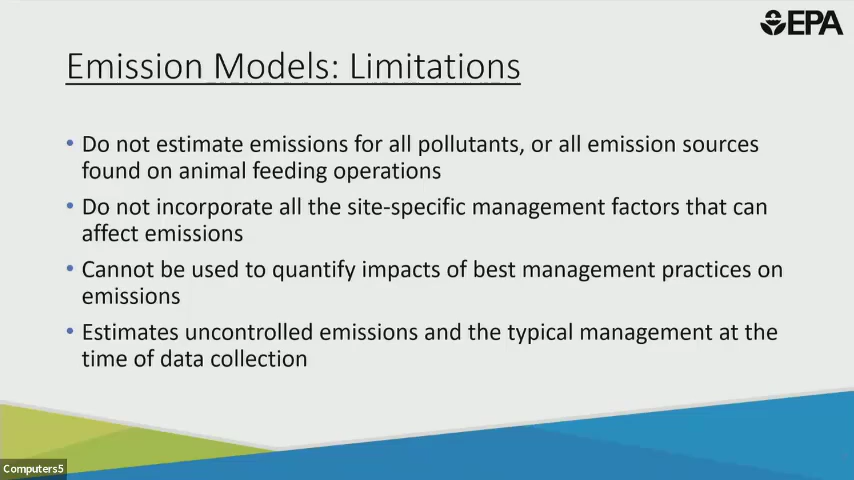 EPA
Emission Models: Limitations
• Do not estimate emissions for all pollutants, or all emission sources
found on animal feeding operations
• Do not incorporate all the site-specific management factors that can
affect emissions
• Cannot be used to quantify impacts of best management practices on
emissions
• Estimates uncontrolled emissions and the typical management at the
time of data collection
Computers5